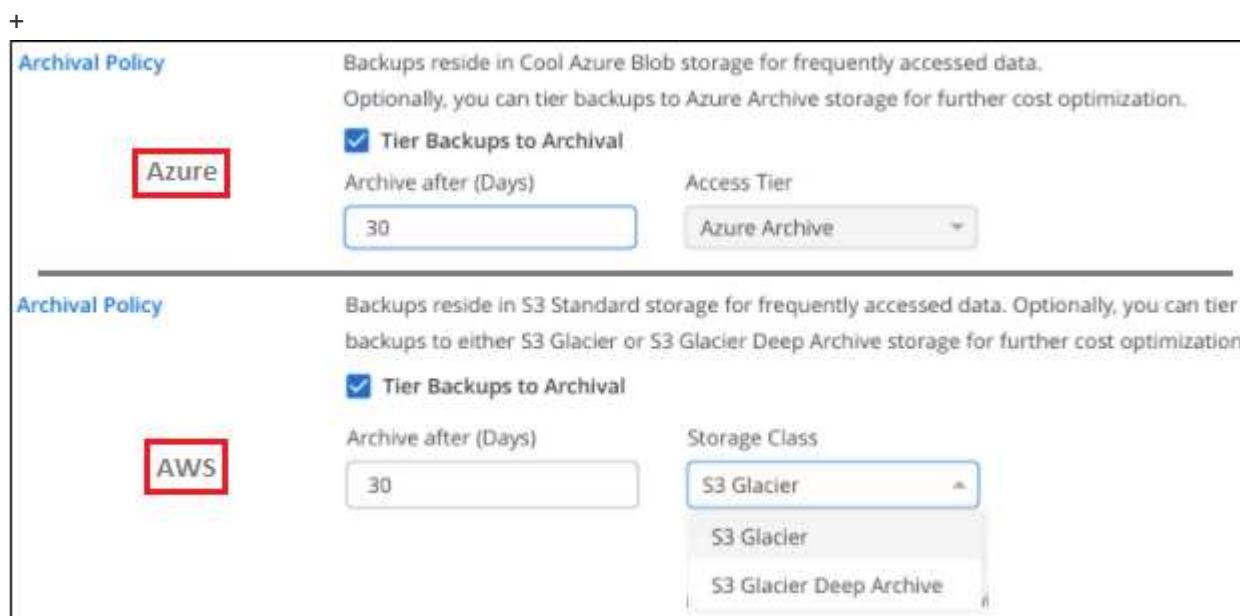 +
Archival Policy
Backups reside in Cool Azure Blob storage for frequently accessed data.
Optionally, you can tier backups to Azure Archive storage for further cost optimization.
Tier Backups to Archival
Azure
Archive after (Days)
Access Tier
30
Azure Archive
Archival Policy
Backups reside in S3 Standard storage for frequently accessed data. Optionally, you can tier
backups to either S3 Glacier or S3 Glacier Deep Archive storage for further cost optimization
Tier Backups to Archival
AWS
Archive after (Days)
Storage Class
30
S3 Glacier
S3 Glacier
S3 Glacier Deep Archive